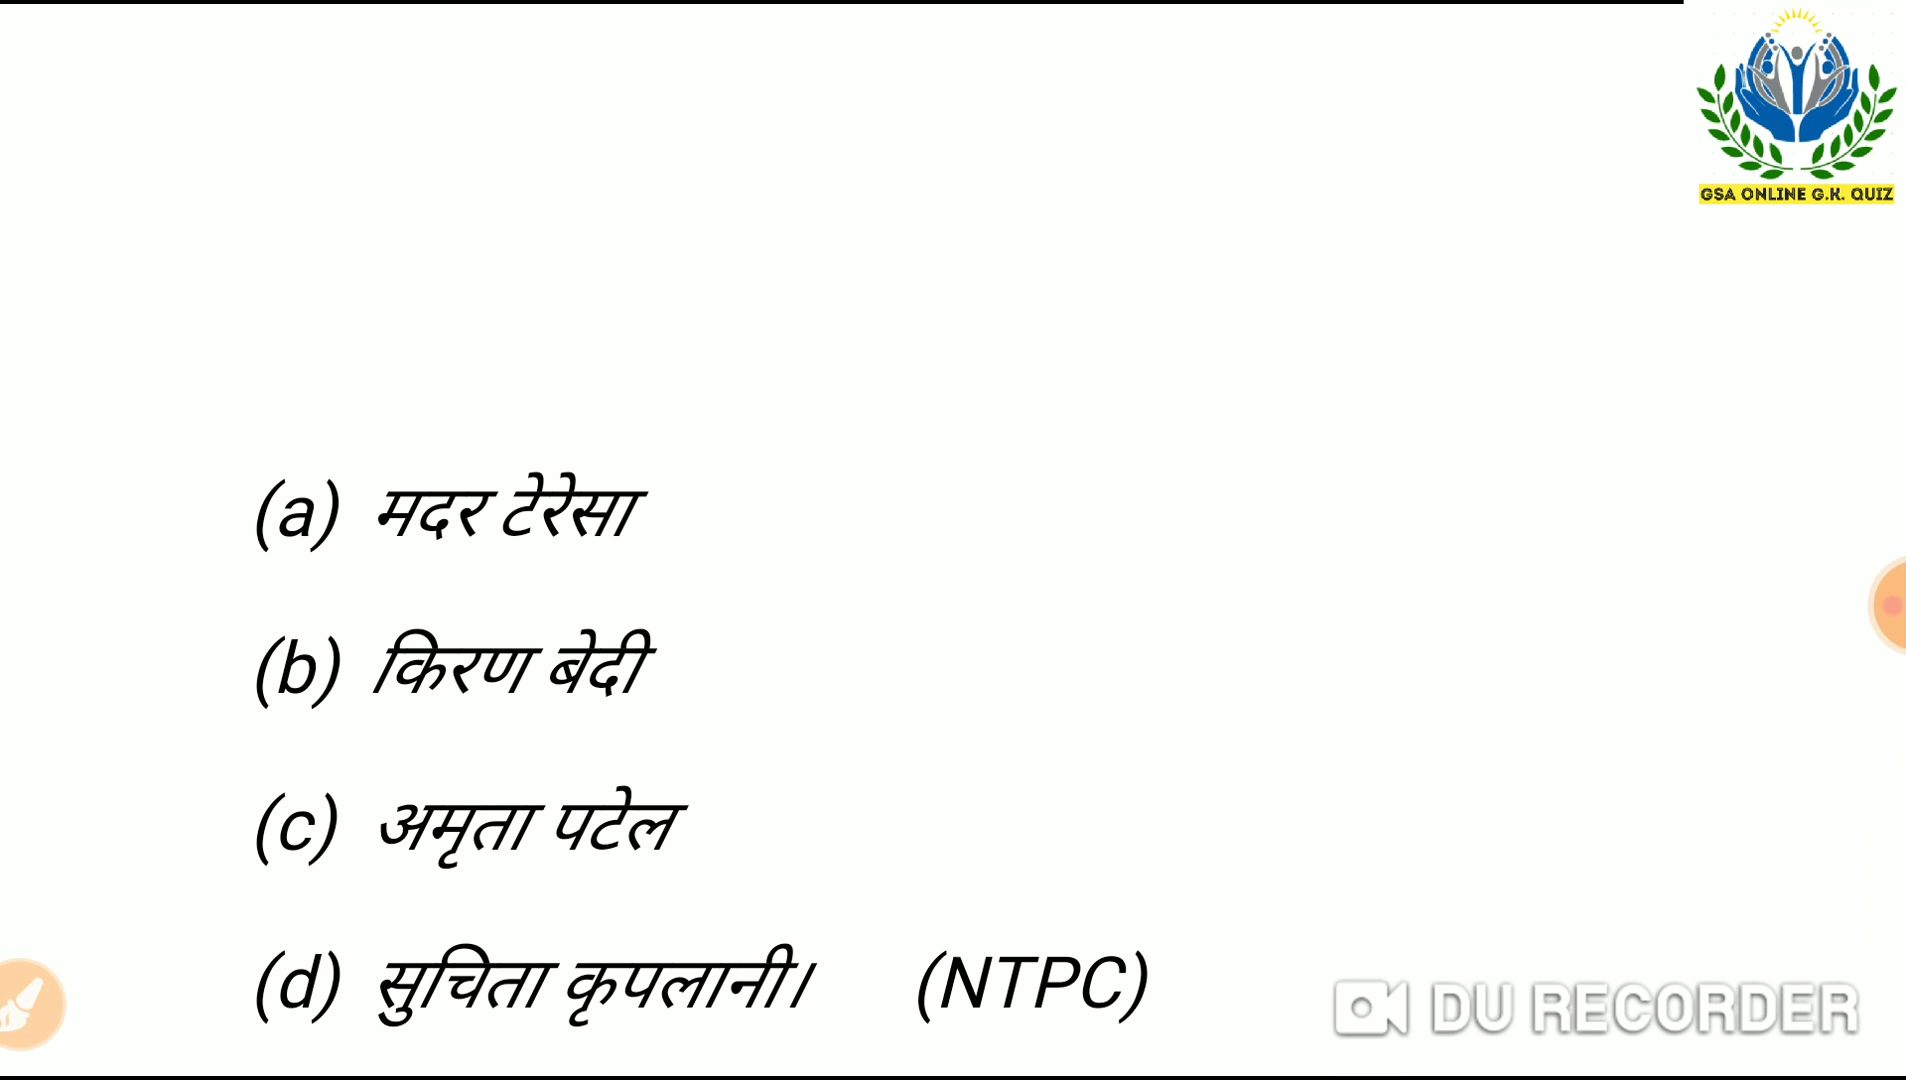 GSA ONLINE G.K. QUIZ
(a) मदर टेरेसा
(b) किरण बेदी
(c) अमृता पटेल
(d) सुचिता कृपलानी। (NTPC)
DU RECORDER